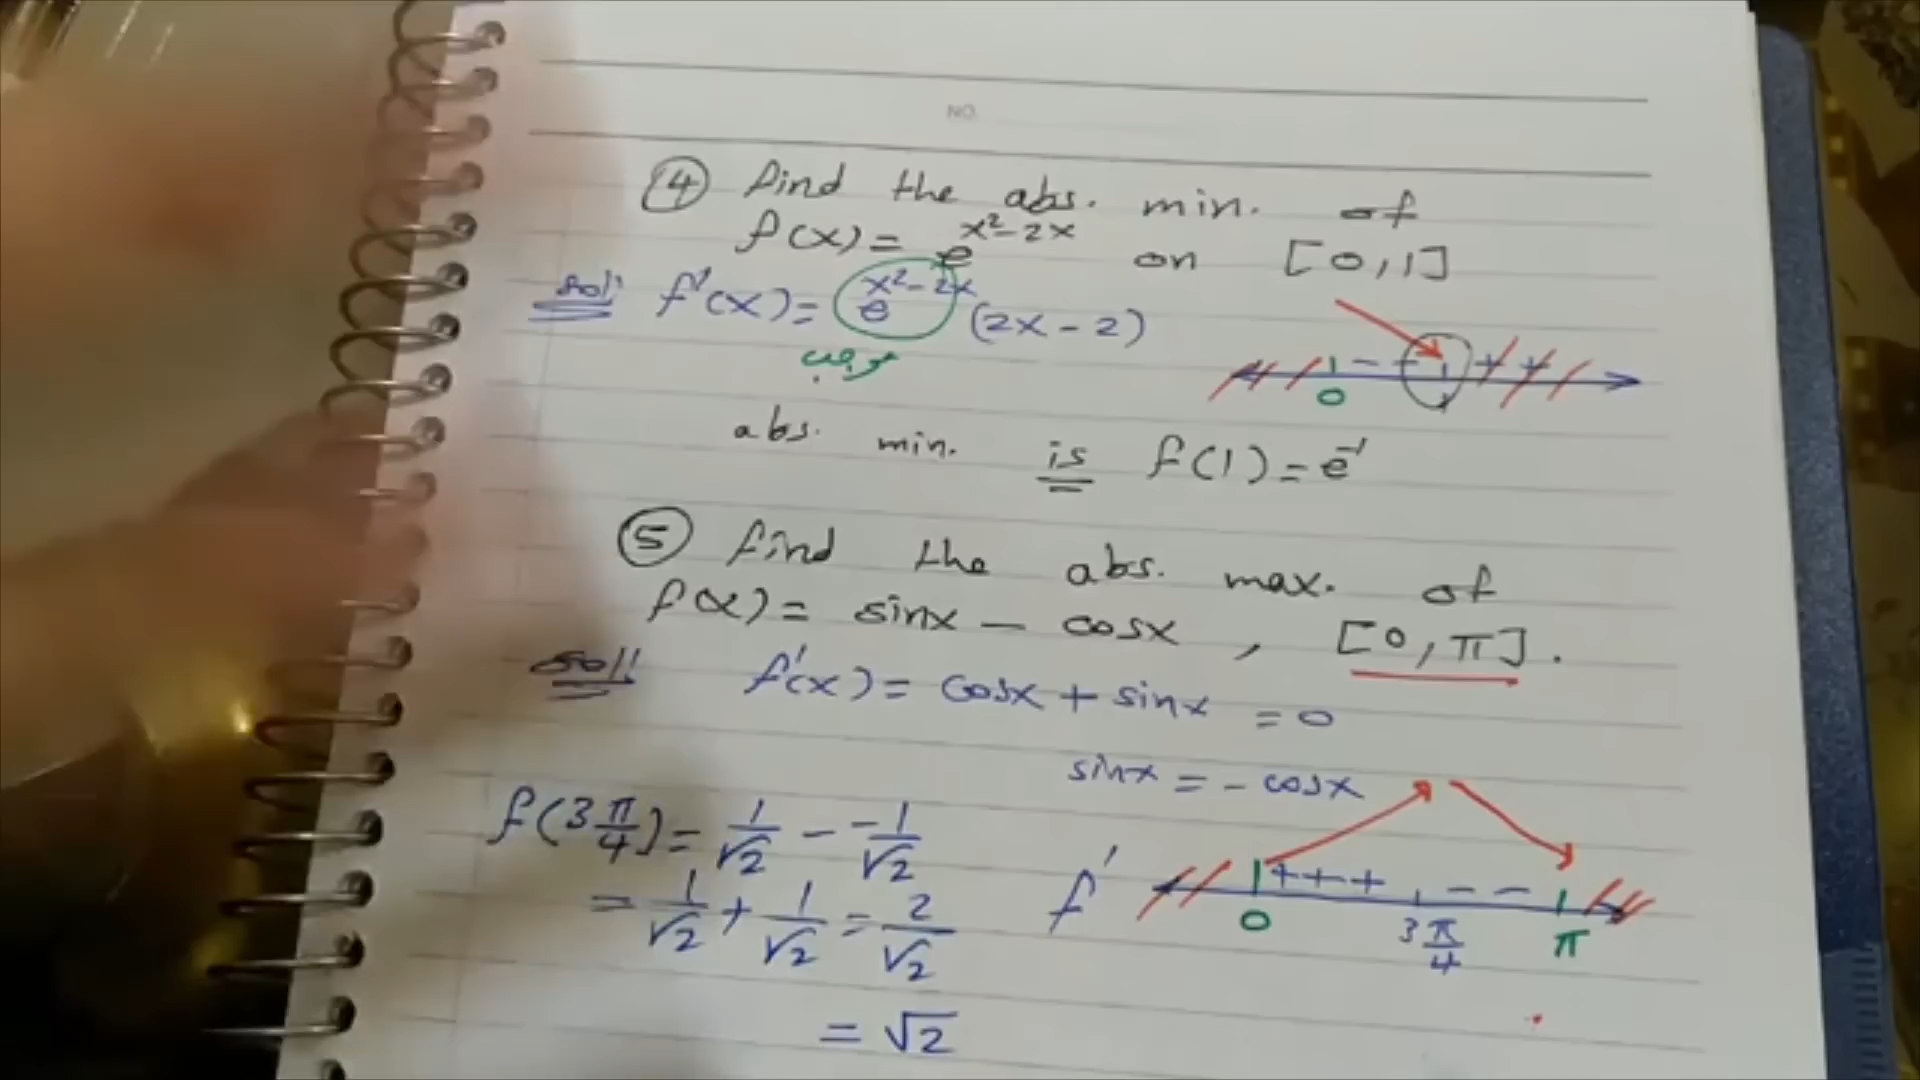 NO.
④ find the abs. min. of
f(x) = e^{x²-2x} on [0,1]
sol: f'(x) = e^{x²-2x} (2x-2)
موجب
- - + +
0 1
abs. min. is f(1) = e^{-1}
⑤ find the abs. max. of
f(x) = sinx - cosx , [0,π].
sol: f'(x) = cosx + sinx = 0
sinx = - cosx
f(3π/4) = 1/√2 - -1/√2
= 1/√2 + 1/√2 = 2/√2
= √2
f' +++ - -
0 3π/4 π